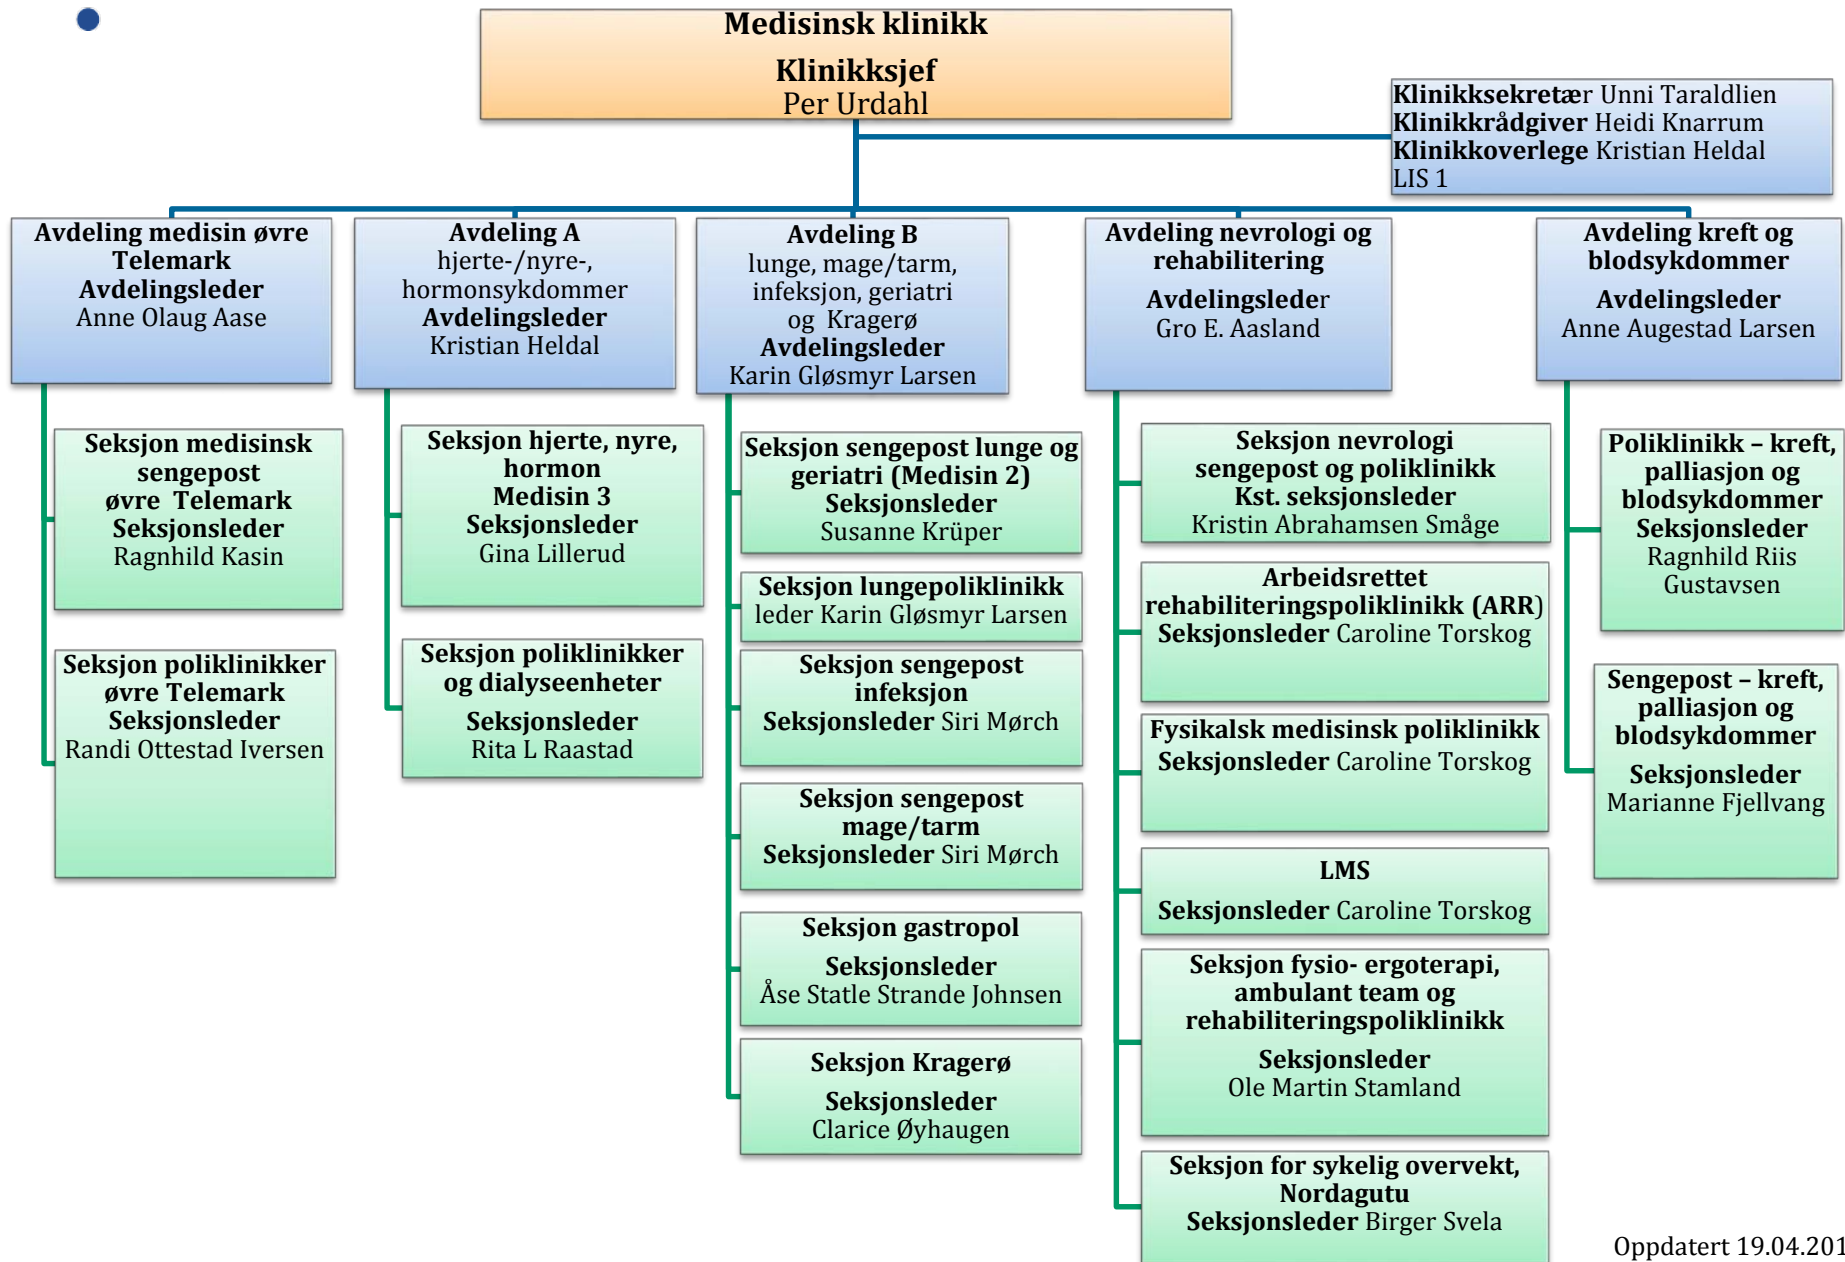 Medisinsk klinikk
Klinikksjef
Per Urdahl
Klinikksekretær Unni Taraldlien
Klinikkrådgiver Heidi Knarrum
Klinikkoverlege Kristian Heldal
LIS 1
Avdeling medisin øvre
Telemark
Avdelingsleder
Anne Olaug Aase
Avdeling A
hjerte-/nyre-,
hormonsykdommer
Avdelingsleder
Kristian Heldal
Avdeling B
lunge, mage/tarm,
infeksjon, geriatri
og Kragerø
Avdelingsleder
Karin Gløsmyr Larsen
Avdeling nevrologi og
rehabilitering
Avdelingsleder
Gro E. Aasland
Avdeling kreft og
blodsykdommer
Avdelingsleder
Anne Augestad Larsen
Seksjon medisinsk
sengepost
øvre Telemark
Seksjonsleder
Ragnhild Kasin
Seksjon poliklinikker
øvre Telemark
Seksjonsleder
Randi Ottestad Iversen
Seksjon hjerte, nyre,
hormon
Medisin 3
Seksjonsleder
Gina Lillerud
Seksjon poliklinikker
og dialyseenheter
Seksjonsleder
Rita L Raastad
Seksjon sengepost lunge og
geriatri (Medisin 2)
Seksjonsleder
Susanne Krüper
Seksjon lungepoliklinikk
leder Karin Gløsmyr Larsen
Seksjon sengepost
infeksjon
Seksjonsleder Siri Mørch
Seksjon sengepost
mage/tarm
Seksjonsleder Siri Mørch
Seksjon gastropol
Seksjonsleder
Åse Statle Strande Johnsen
Seksjon Kragerø
Seksjonsleder
Clarice Øyhaugen
Seksjon nevrologi
sengepost og poliklinikk
Kst. seksjonsleder
Kristin Abrahamsen Småge
Arbeidsrettet
rehabiliteringspoliklinikk (ARR)
Seksjonsleder Caroline Torskog
Fysikalsk medisinsk poliklinikk
Seksjonsleder Caroline Torskog
LMS
Seksjonsleder Caroline Torskog
Seksjon fysio- ergoterapi,
ambulant team og
rehabiliteringspoliklinikk
Seksjonsleder
Ole Martin Stamland
Seksjon for sykelig overvekt,
Nordagutu
Seksjonsleder Birger Svela
Poliklinikk – kreft,
palliasjon og
blodsykdommer
Seksjonsleder
Ragnhild Riis
Gustavsen
Sengepost – kreft,
palliasjon og
blodsykdommer
Seksjonsleder
Marianne Fjellvang
Oppdatert 19.04.201